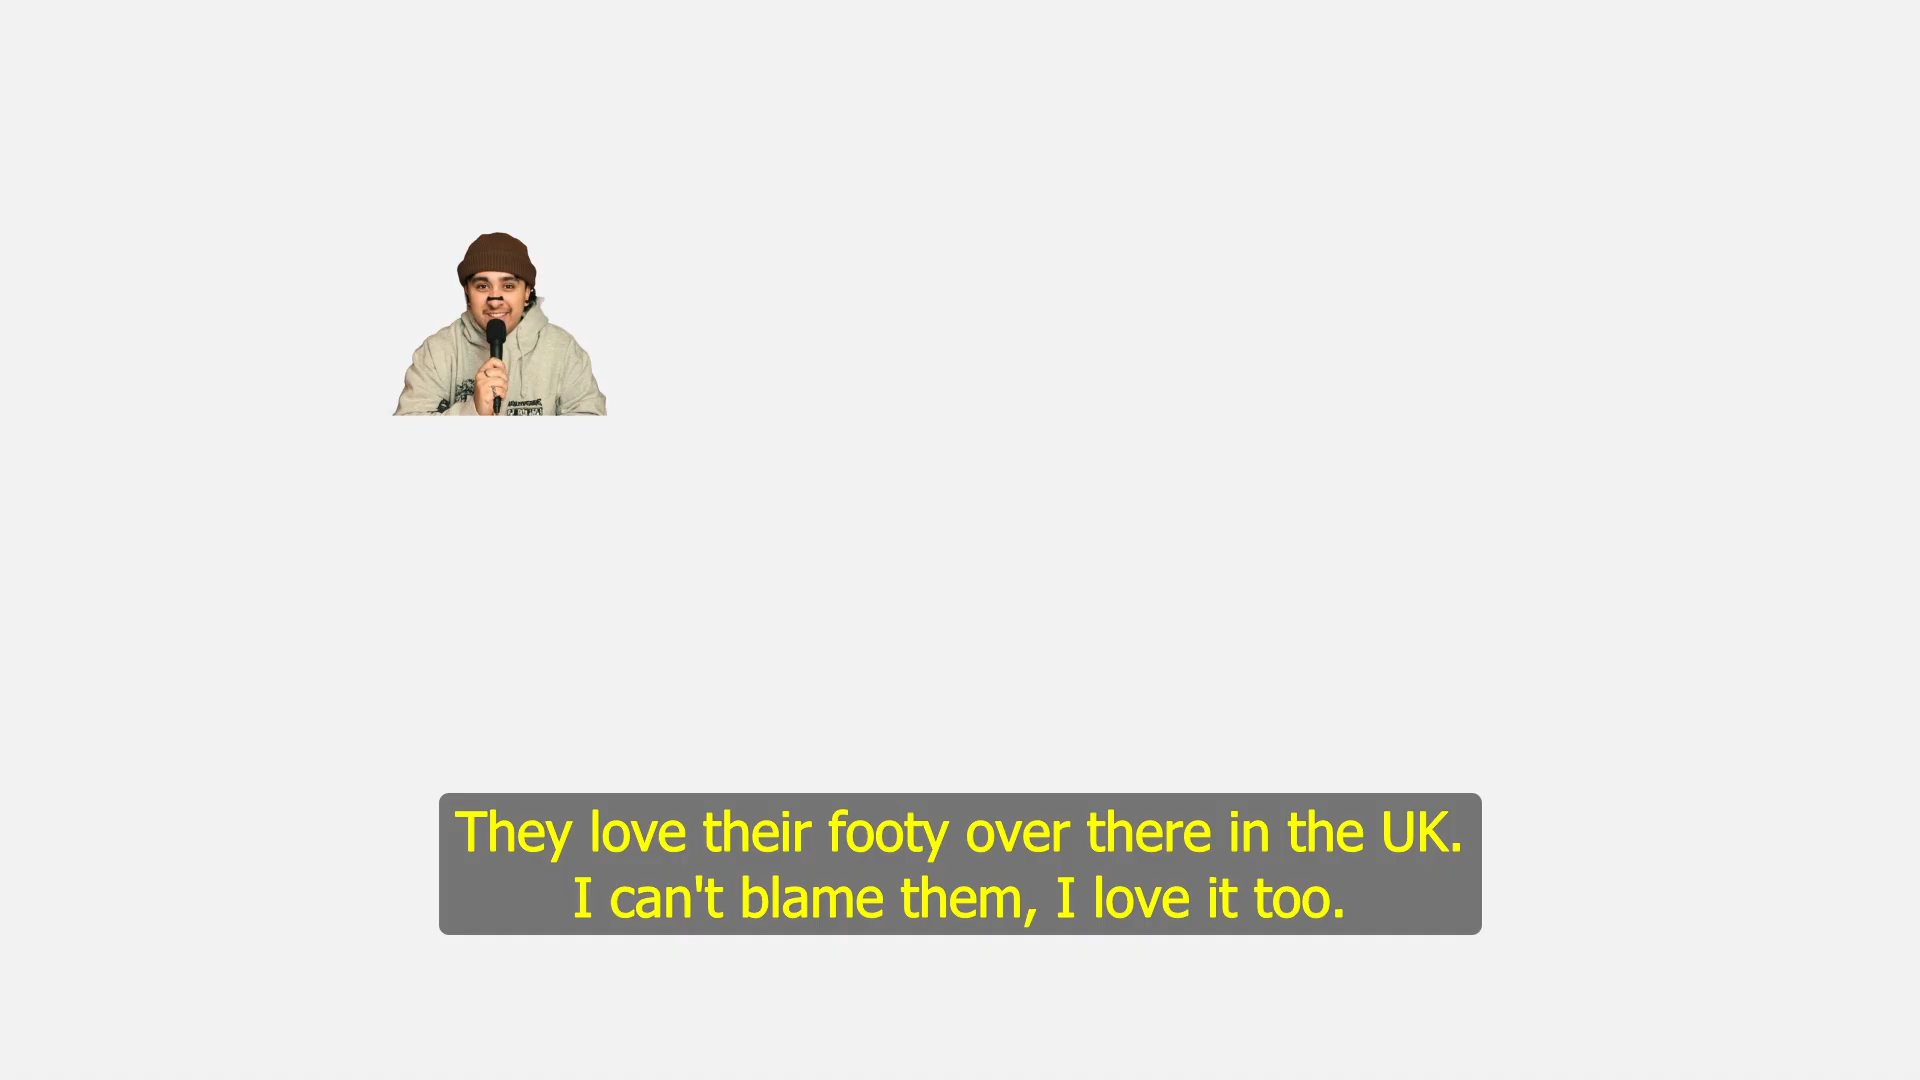 They love their footy over there in the UK.
I can't blame them, I love it too.